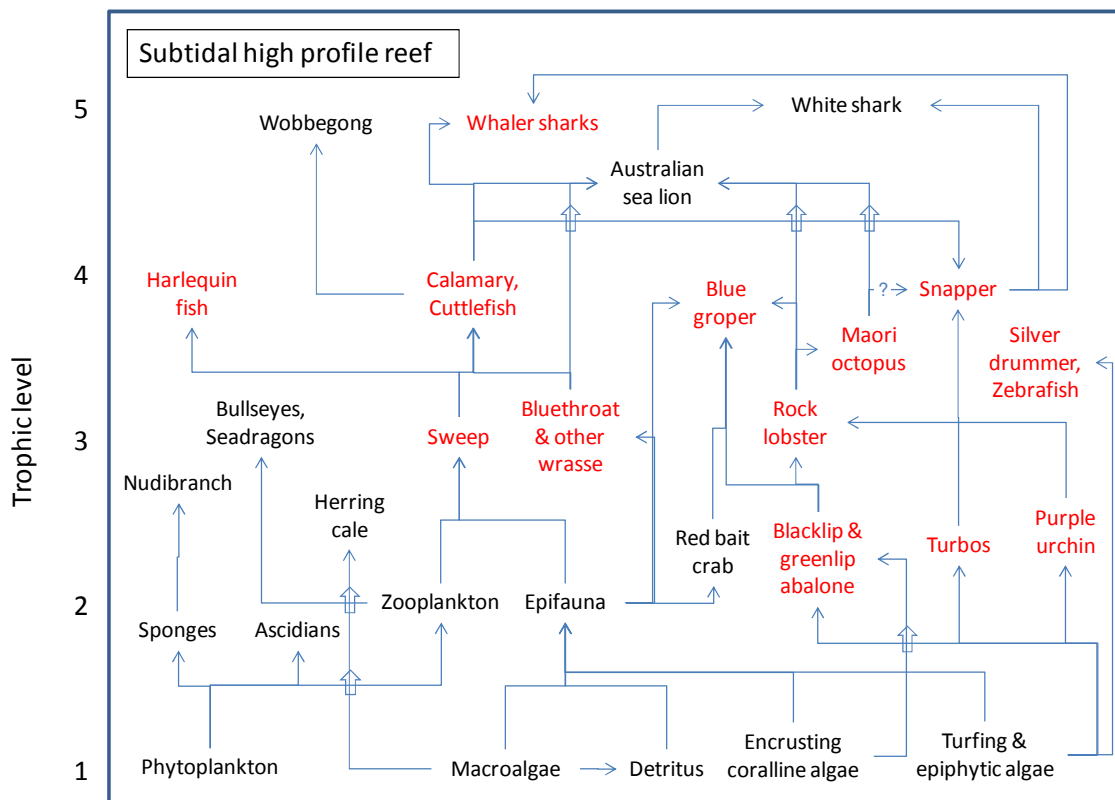 Subtidal high profile reef
Trophic level
5
4
3
2
1
Wobbegong
Whaler sharks
White shark
Australian
sea lion
Harlequin
fish
Calamary,
Cuttlefish
Blue
groper
?
Snapper
Maori
octopus
Silver
drummer,
Zebrafish
Bullseyes,
Seadragons
Sweep
Bluethroat
& other
wrasse
Rock
lobster
Nudibranch
Herring
cale
Red bait
crab
Blacklip &
greenlip
abalone
Turbos
Purple
urchin
Sponges
Ascidians
Zooplankton
Epifauna
Phytoplankton
Macroalgae
Detritus
Encrusting
coralline algae
Turfing &
epiphytic algae